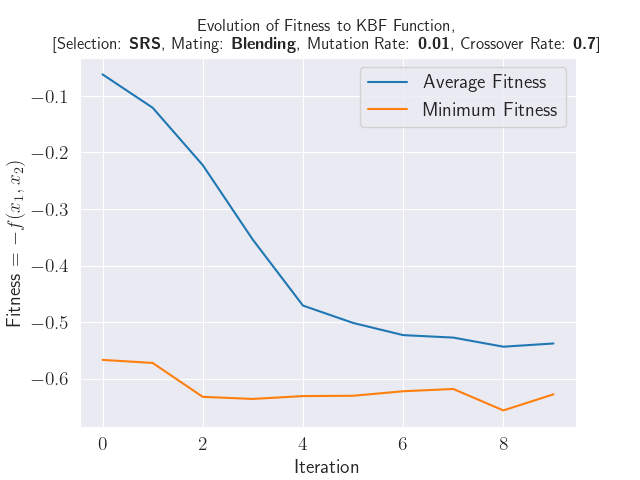 Evolution of Fitness to KBF Function,
[Selection: SRS, Mating: Blending, Mutation Rate: 0.01, Crossover Rate: 0.7]
Average Fitness
Minimum Fitness
Fitness = −f(x₁, x₂)
−0.1
−0.2
−0.3
−0.4
−0.5
−0.6
0 2 4 6 8
Iteration